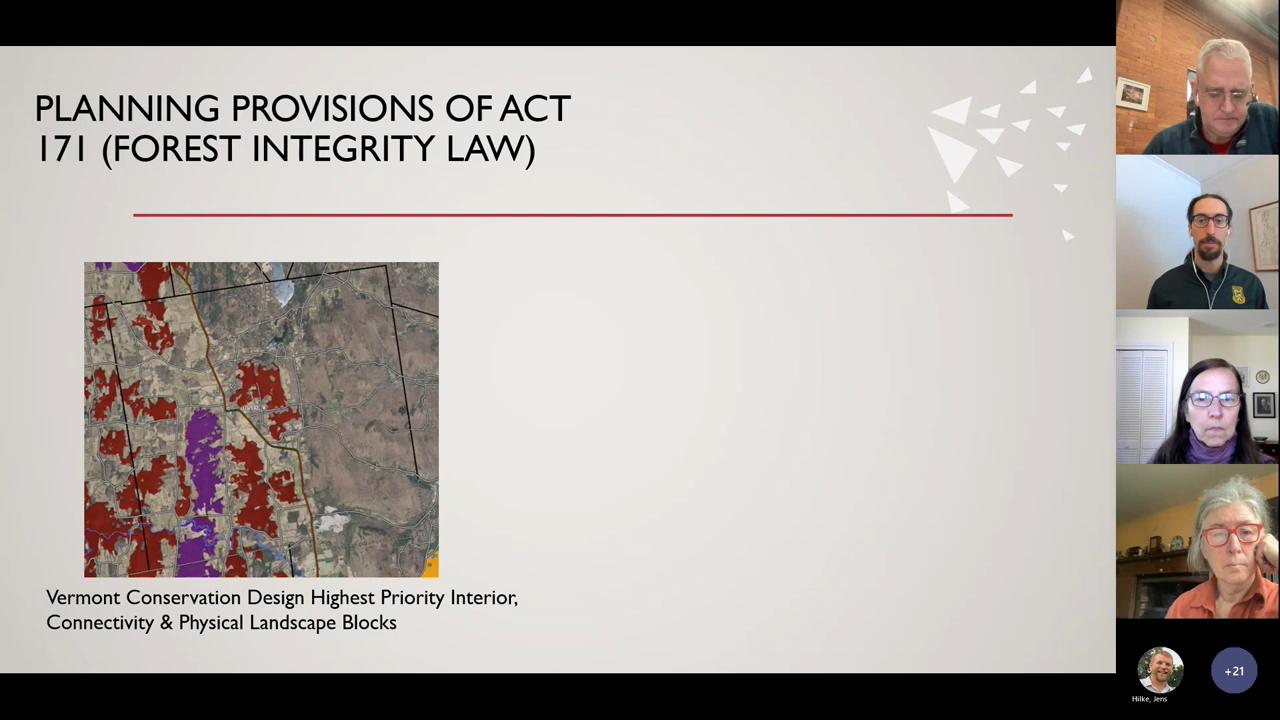 PLANNING PROVISIONS OF ACT
171 (FOREST INTEGRITY LAW)
Vermont Conservation Design Highest Priority Interior,
Connectivity & Physical Landscape Blocks
Hilke, Jens
+21